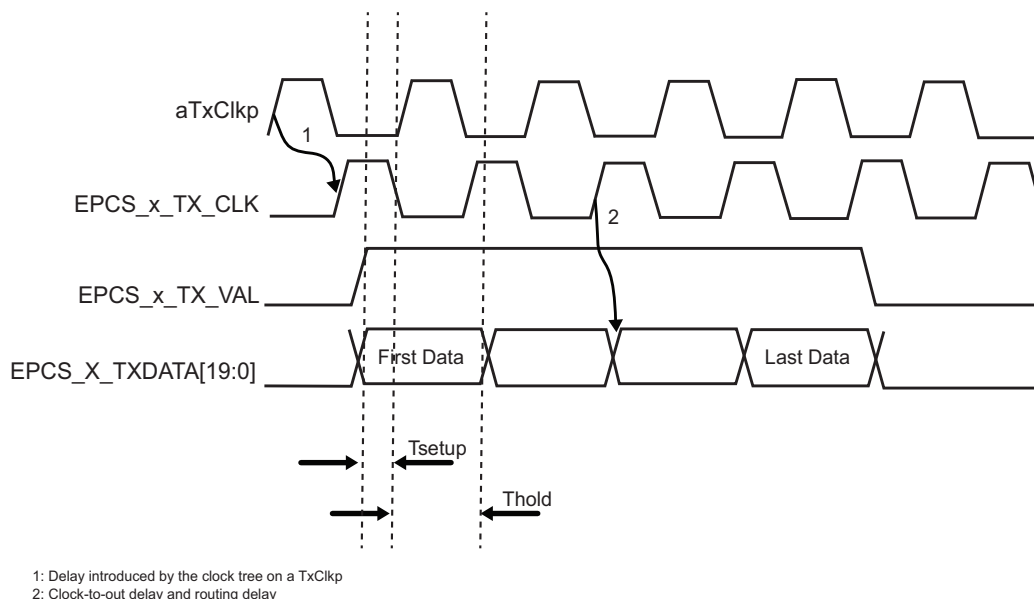 aTxClkp
1
EPCS_x_TX_CLK
2
EPCS_x_TX_VAL
First Data
Last Data
EPCS_X_TXDATA[19:0]
Tsetup
Thold
1: Delay introduced by the clock tree on a TxClkp
2: Clock-to-out delay and routing delay